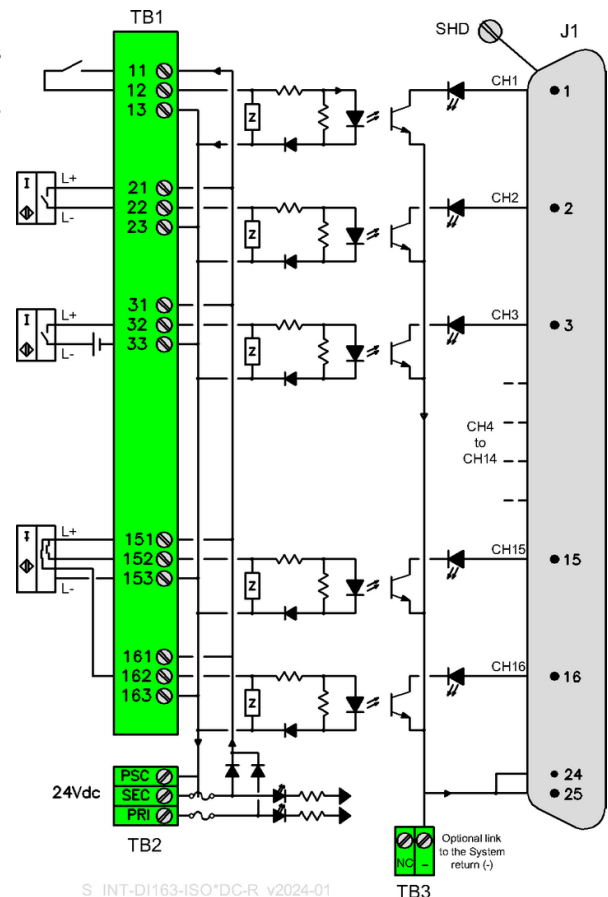 TB1
SHD
J1
11
12
13
CH1
1
Z
I
L+
L-
21
22
23
CH2
2
Z
I
L+
L-
31
32
33
CH3
3
Z
CH4
to
CH14
L+
L-
151
152
153
CH15
15
Z
161
162
163
CH16
16
Z
24Vdc
PSC
SEC
PRI
TB2
24
25
NC
–
Optional link
to the System
return (-)
TB3
S_INT-DI163-ISO*DC-R_v2024-01